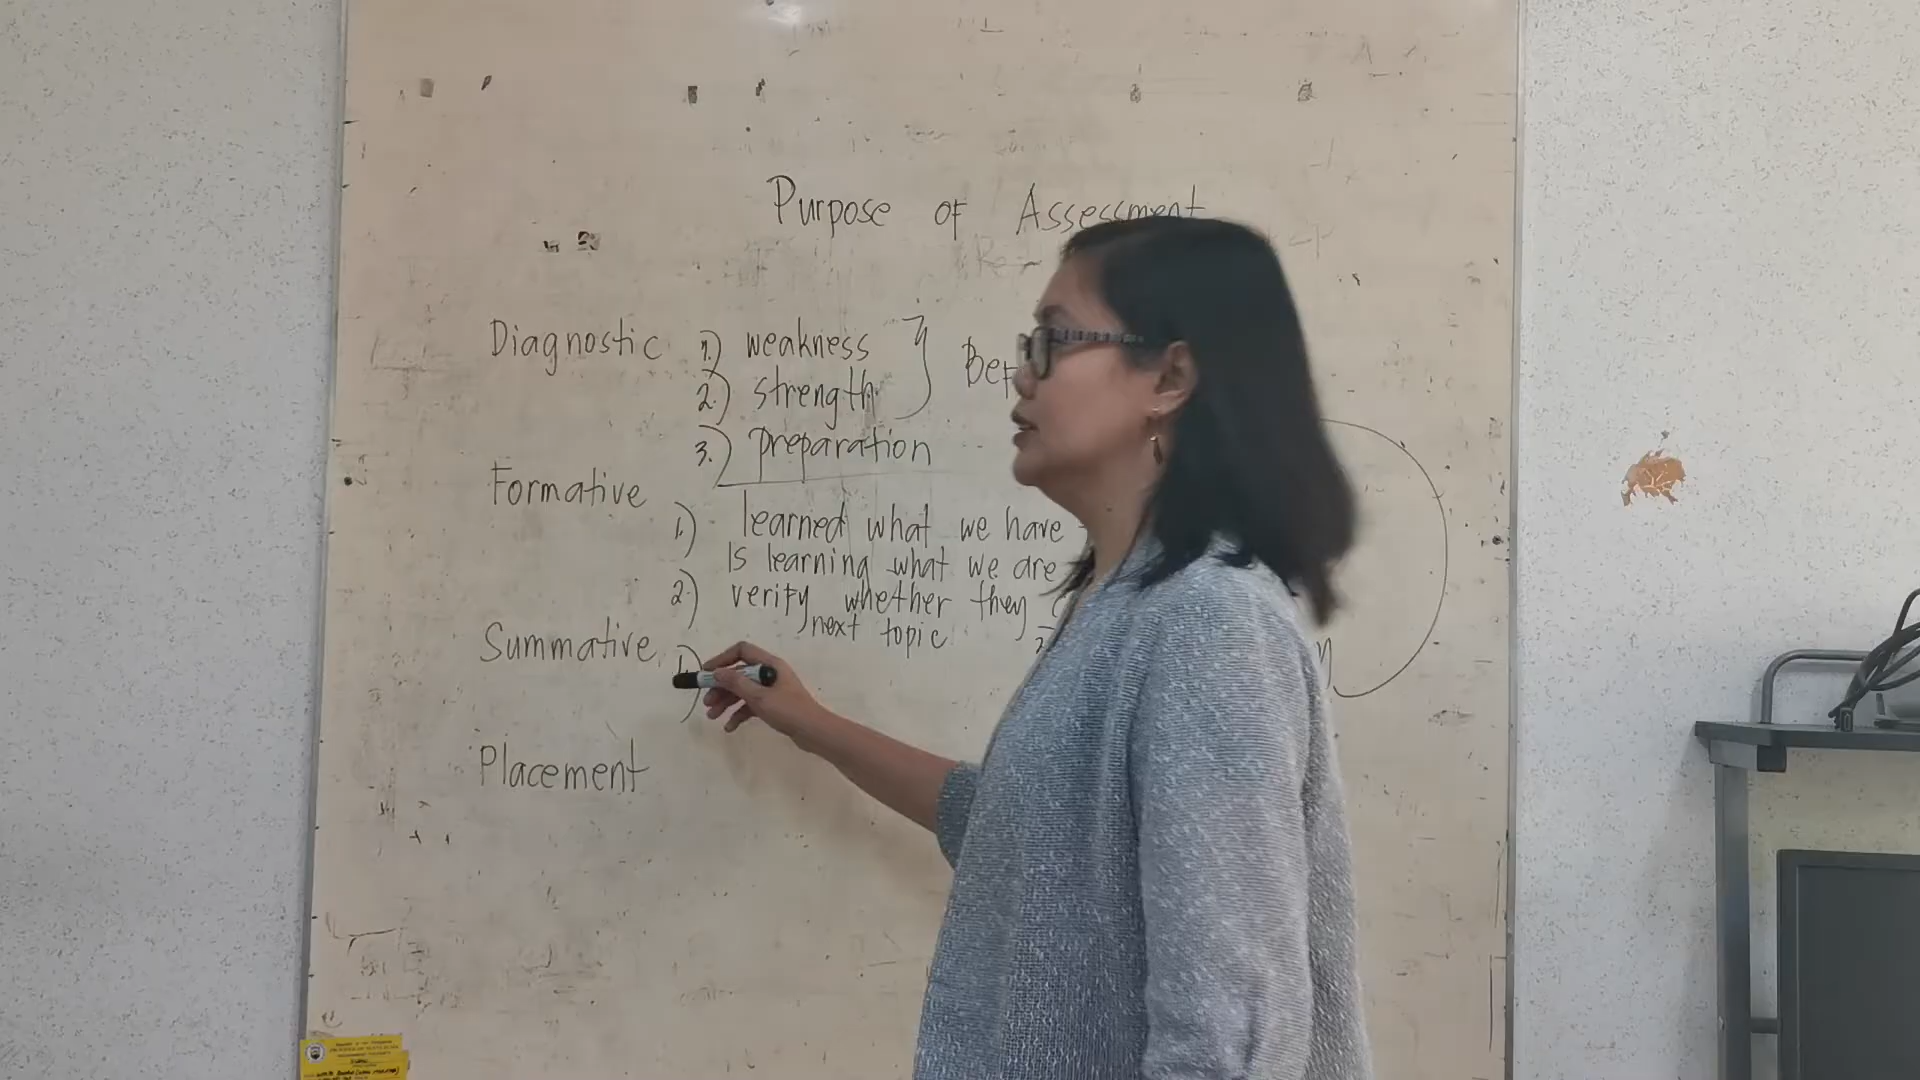 Purpose of Assessment
Diagnostic 1.) weakness
2.) strength
3.) preparation
Formative
1.) learned what we have
Is learning what we are
2.) verify whether they
next topic
Summative 1.)
Placement